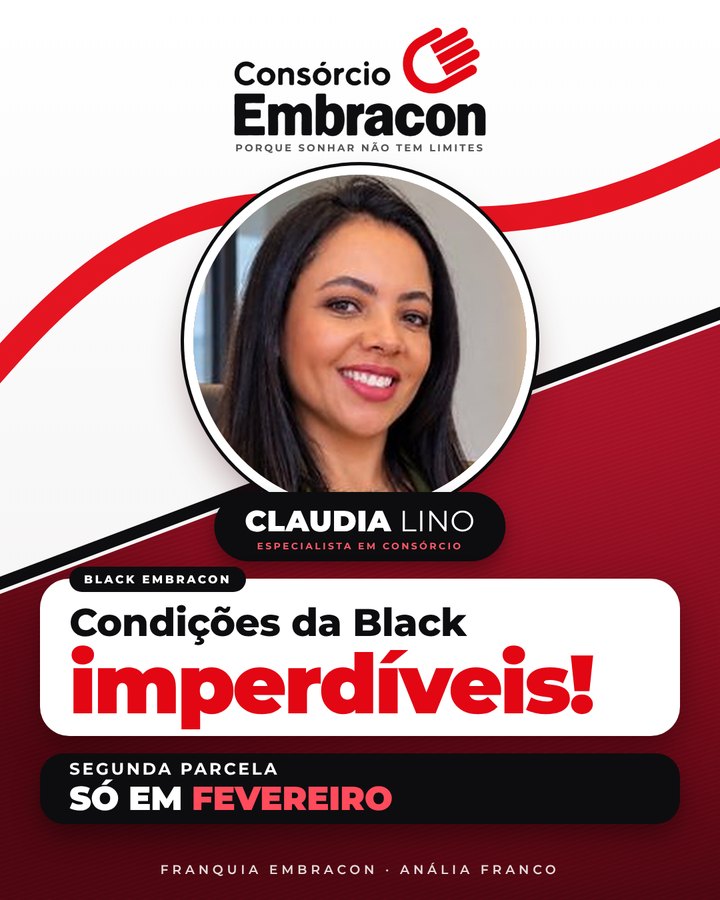 Consórcio
Embracon
PORQUE SONHAR NÃO TEM LIMITES
CLAUDIA LINO
ESPECIALISTA EM CONSÓRCIO
BLACK EMBRACON
Condições da Black
imperdíveis!
SEGUNDA PARCELA
SÓ EM FEVEREIRO
FRANQUIA EMBRACON · ANÁLIA FRANCO